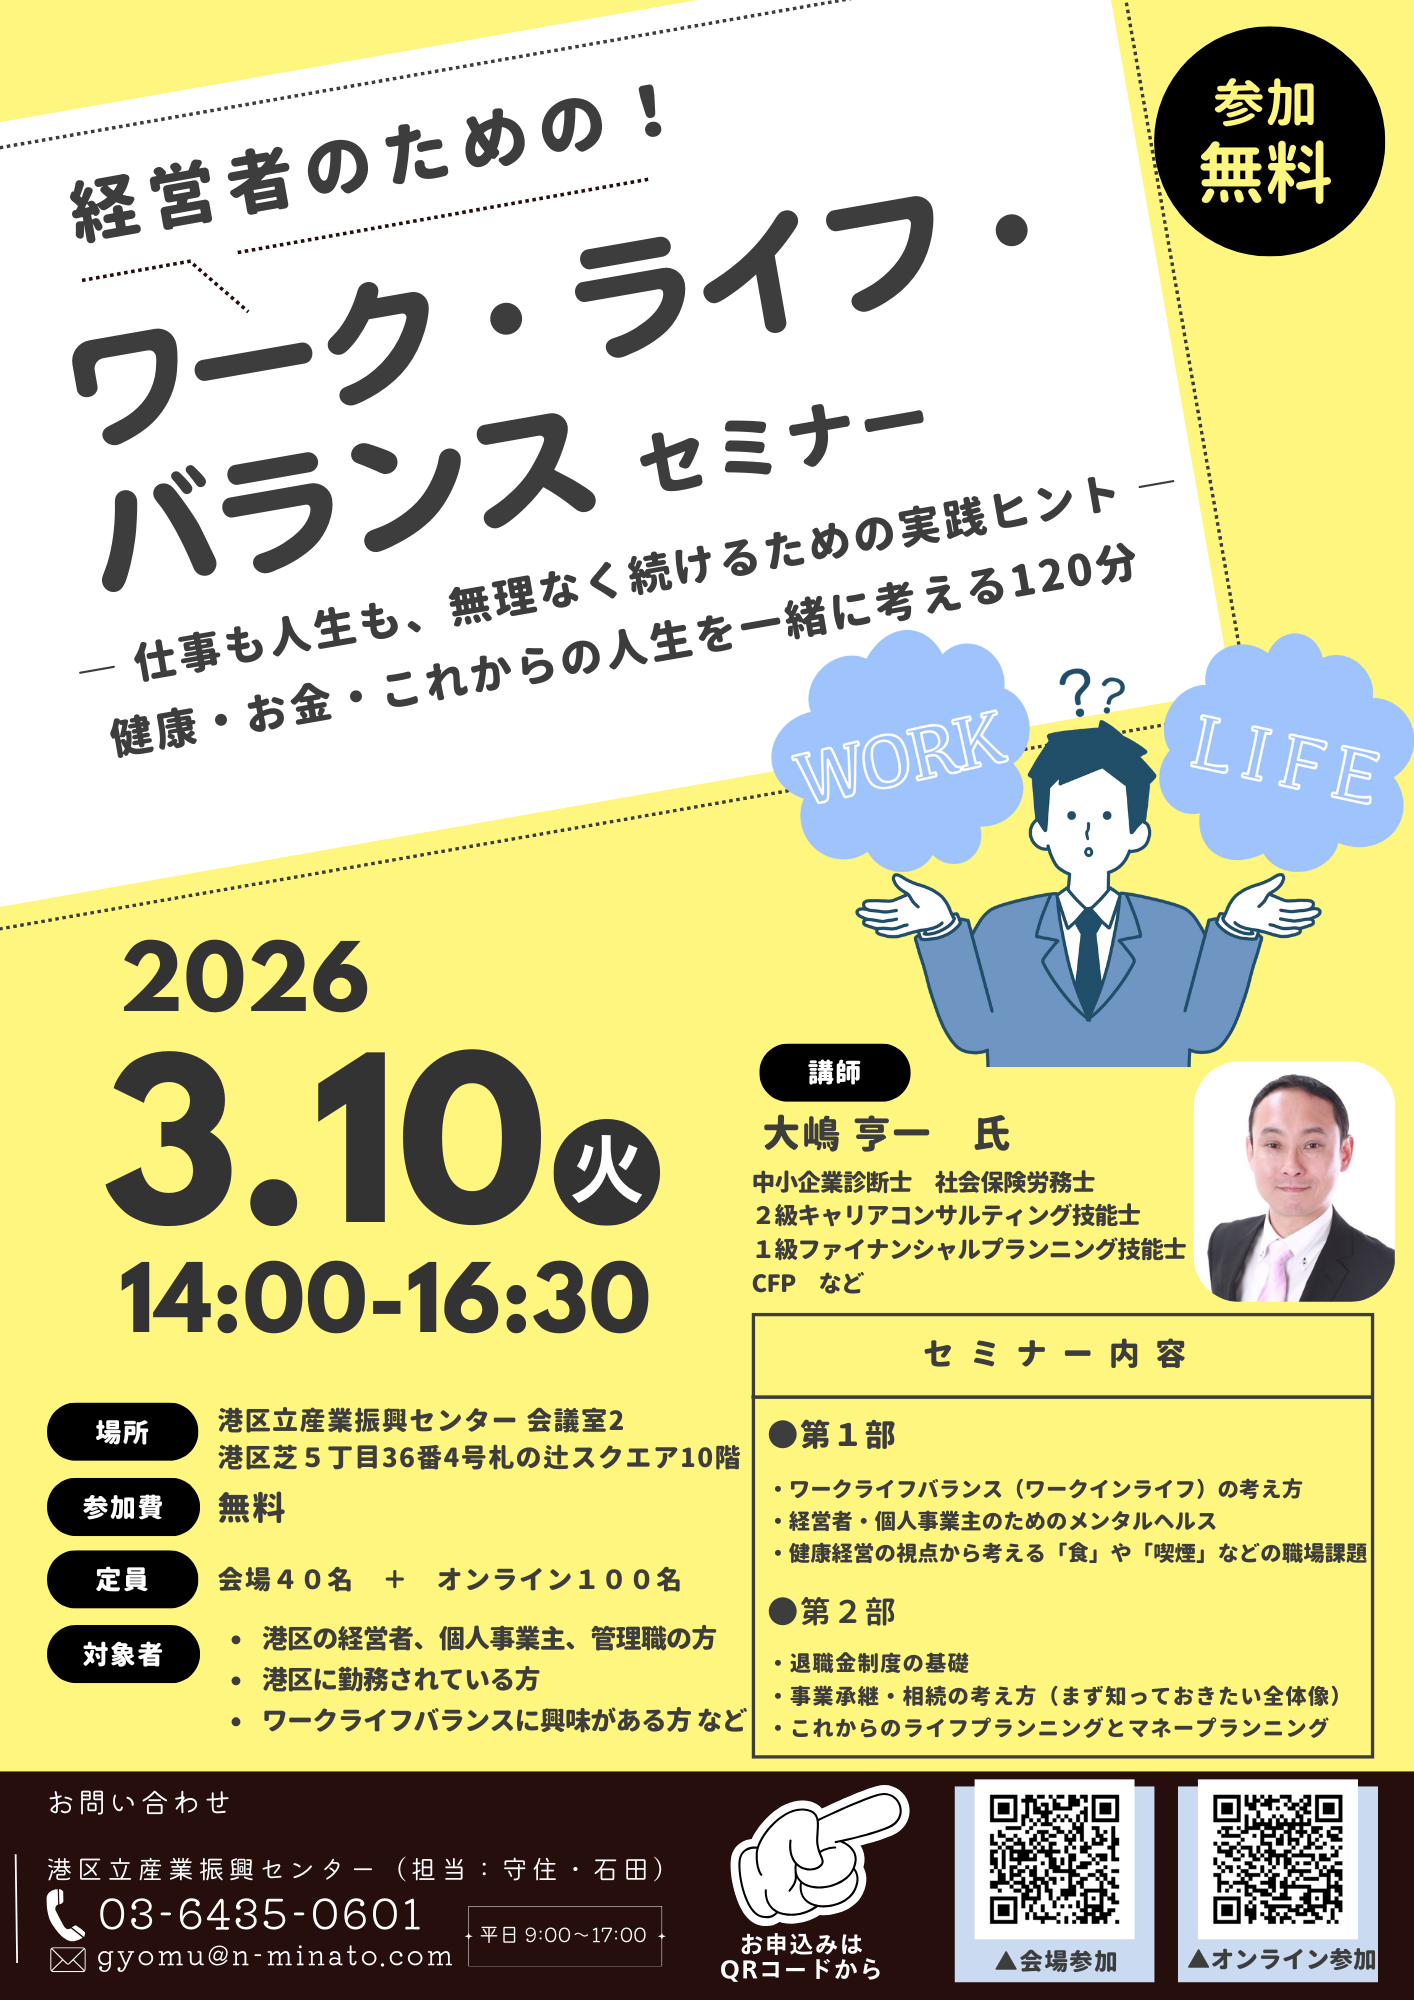 参加
無料
経営者のための！
ワーク・ライフ・
バランス セミナー
― 仕事も人生も、無理なく続けるための実践ヒント ―
健康・お金・これからの人生を一緒に考える120分
WORK
??
LIFE
2026
3.10 火
14:00-16:30
講師
大嶋 亨一　氏
中小企業診断士　社会保険労務士
２級キャリアコンサルティング技能士
１級ファイナンシャルプランニング技能士
CFP　など
場所
港区立産業振興センター 会議室2
港区芝５丁目36番4号札の辻スクエア10階
参加費
無料
定員
会場４０名　＋　オンライン１００名
対象者
• 港区の経営者、個人事業主、管理職の方
• 港区に勤務されている方
• ワークライフバランスに興味がある方 など
セミナー内容
●第１部
・ワークライフバランス（ワークインライフ）の考え方
・経営者・個人事業主のためのメンタルヘルス
・健康経営の視点から考える「食」や「喫煙」などの職場課題
●第２部
・退職金制度の基礎
・事業承継・相続の考え方（まず知っておきたい全体像）
・これからのライフプランニングとマネープランニング
お問い合わせ
港区立産業振興センター（担当：守住・石田）
03-6435-0601
gyomu@n-minato.com
平日 9:00～17:00
お申込みは
QRコードから
▲会場参加
▲オンライン参加